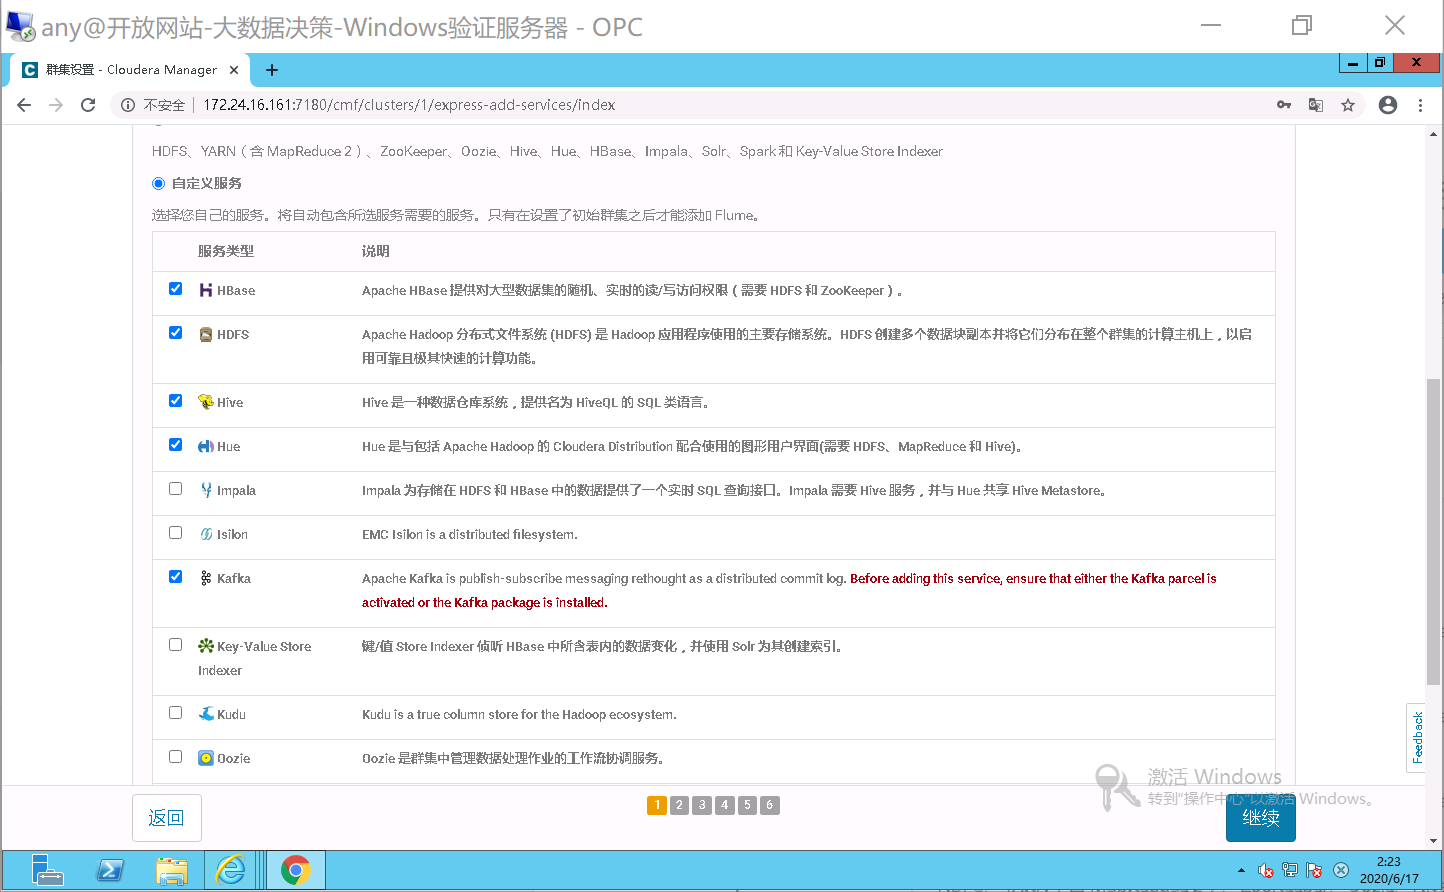 any@开放网站-大数据决策-Windows验证服务器 - OPC
群集设置 - Cloudera Manager
不安全 | 172.24.16.161:7180/cmf/clusters/1/express-add-services/index
HDFS、YARN（含 MapReduce 2）、ZooKeeper、Oozie、Hive、Hue、HBase、Impala、Solr、Spark 和 Key-Value Store Indexer
自定义服务
选择您自己的服务。将自动包含所选服务需要的服务。只有在设置了初始群集之后才能添加 Flume。
服务类型 说明
HBase Apache HBase 提供对大型数据集的随机、实时的读/写访问权限（需要 HDFS 和 ZooKeeper）。
HDFS Apache Hadoop 分布式文件系统 (HDFS) 是 Hadoop 应用程序使用的主要存储系统。HDFS 创建多个数据块副本并将它们分布在整个群集的计算主机上，以启
用可靠且极其快速的计算功能。
Hive Hive 是一种数据仓库系统，提供名为 HiveQL 的 SQL 类语言。
Hue Hue 是与包括 Apache Hadoop 的 Cloudera Distribution 配合使用的图形用户界面(需要 HDFS、MapReduce 和 Hive)。
Impala Impala 为存储在 HDFS 和 HBase 中的数据提供了一个实时 SQL 查询接口。Impala 需要 Hive 服务，并与 Hue 共享 Hive Metastore。
Isilon EMC Isilon is a distributed filesystem.
Kafka Apache Kafka is publish-subscribe messaging rethought as a distributed commit log. Before adding this service, ensure that either the Kafka parcel is
activated or the Kafka package is installed.
Key-Value Store 键/值 Store Indexer 侦听 HBase 中所含表内的数据变化，并使用 Solr 为其创建索引。
Indexer
Kudu Kudu is a true column store for the Hadoop ecosystem.
Oozie Oozie 是群集中管理数据处理作业的工作流协调服务。
Feedback
激活 Windows
转到“操作中心”以激活 Windows。
返回 1 2 3 4 5 6 继续
2:23
2020/6/17